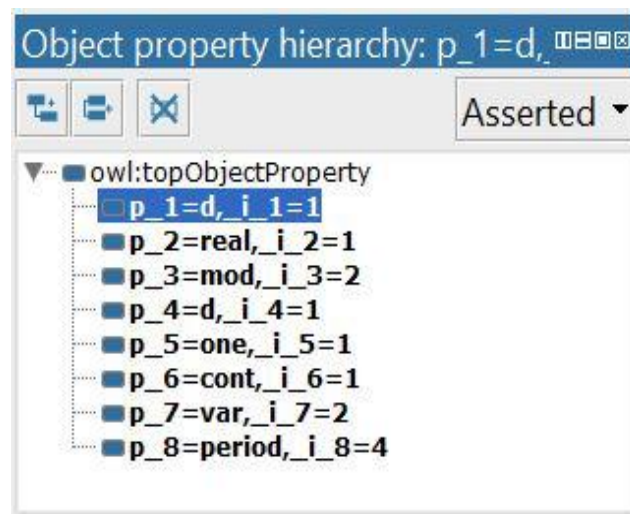 Object property hierarchy: p_1=d,_
Asserted
owl:topObjectProperty
p_1=d,_i_1=1
p_2=real,_i_2=1
p_3=mod,_i_3=2
p_4=d,_i_4=1
p_5=one,_i_5=1
p_6=cont,_i_6=1
p_7=var,_i_7=2
p_8=period,_i_8=4